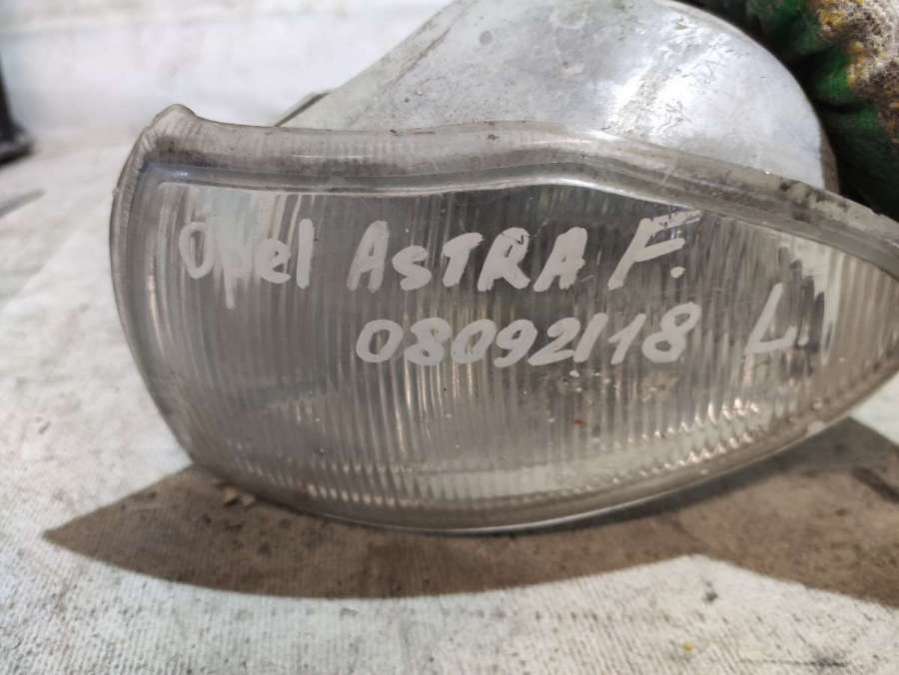 Opel ASTRA F.
08092118 L.